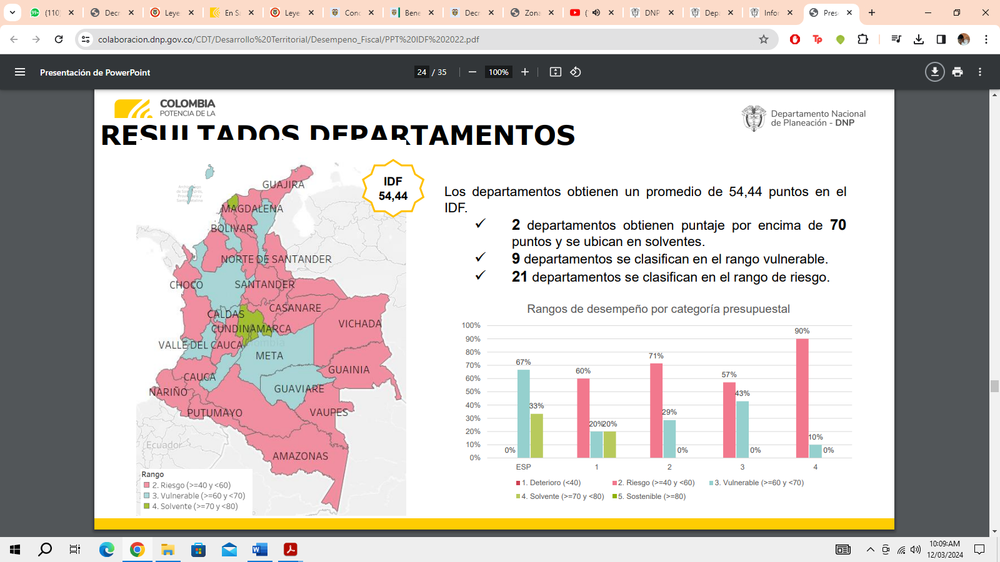 (110)
Decr
Leye
En Sa
Leye
Conc
Bene
Decr
Zona
(
DNP
Depa
Infor
Pres
colaboracion.dnp.gov.co/CDT/Desarrollo%20Territorial/Desempeno_Fiscal/PPT%20IDF%202022.pdf
Presentación de PowerPoint
24 / 35
100%
COLOMBIA
POTENCIA DE LA
Departamento Nacional
de Planeación - DNP
RESULTADOS DEPARTAMENTOS
IDF
54,44
GUAJIRA
MAGDALENA
BOLIVAR
NORTE DE SANTANDER
CHOCO
SANTANDER
CALDAS
CASANARE
CUNDINAMARCA
VICHADA
VALLE DEL CAUCA
META
GUAINIA
CAUCA
GUAVIARE
NARIÑO
PUTUMAYO
VAUPES
Ecuador
AMAZONAS
Rango
2. Riesgo (>=40 y <60)
3. Vulnerable (>=60 y <70)
4. Solvente (>=70 y <80)
Los departamentos obtienen un promedio de 54,44 puntos en el
IDF.
✓ 2 departamentos obtienen puntaje por encima de 70
puntos y se ubican en solventes.
✓ 9 departamentos se clasifican en el rango vulnerable.
✓ 21 departamentos se clasifican en el rango de riesgo.
Rangos de desempeño por categoría presupuestal
100%
90%
80%
70%
60%
50%
40%
30%
20%
10%
0%
0% 67% 33%
60% 20% 20%
71% 29% 0%
57% 43% 0%
90% 10% 0%
ESP 1 2 3 4
1. Deterioro (<40) 2. Riesgo (>=40 y <60) 3. Vulnerable (>=60 y <70)
4. Solvente (>=70 y <80) 5. Sostenible (>=80)
10:09 AM
12/03/2024